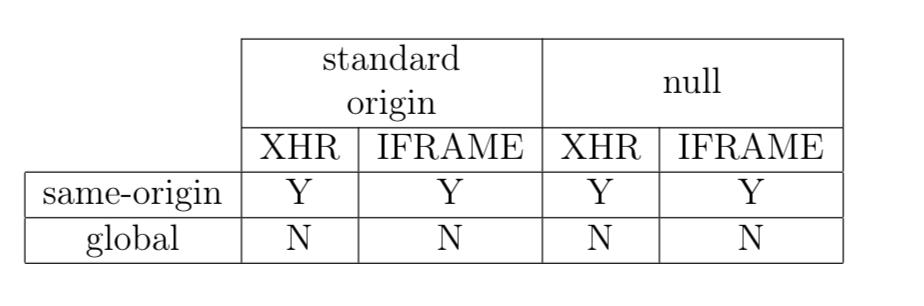 standard
origin
null
XHR IFRAME XHR IFRAME
same-origin Y Y Y Y
global N N N N